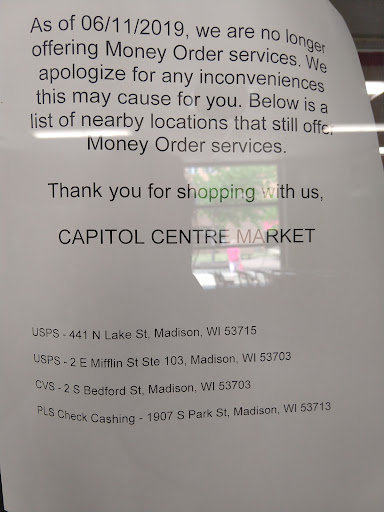 As of 06/11/2019, we are no longer
offering Money Order services. We
apologize for any inconveniences
this may cause for you. Below is a
list of nearby locations that still offer
Money Order services.
Thank you for shopping with us,
CAPITOL CENTRE MARKET
USPS - 441 N Lake St, Madison, WI 53715
USPS - 2 E Mifflin St Ste 103, Madison, WI 53703
CVS - 2 S Bedford St, Madison, WI 53703
PLS Check Cashing - 1907 S Park St, Madison, WI 53713